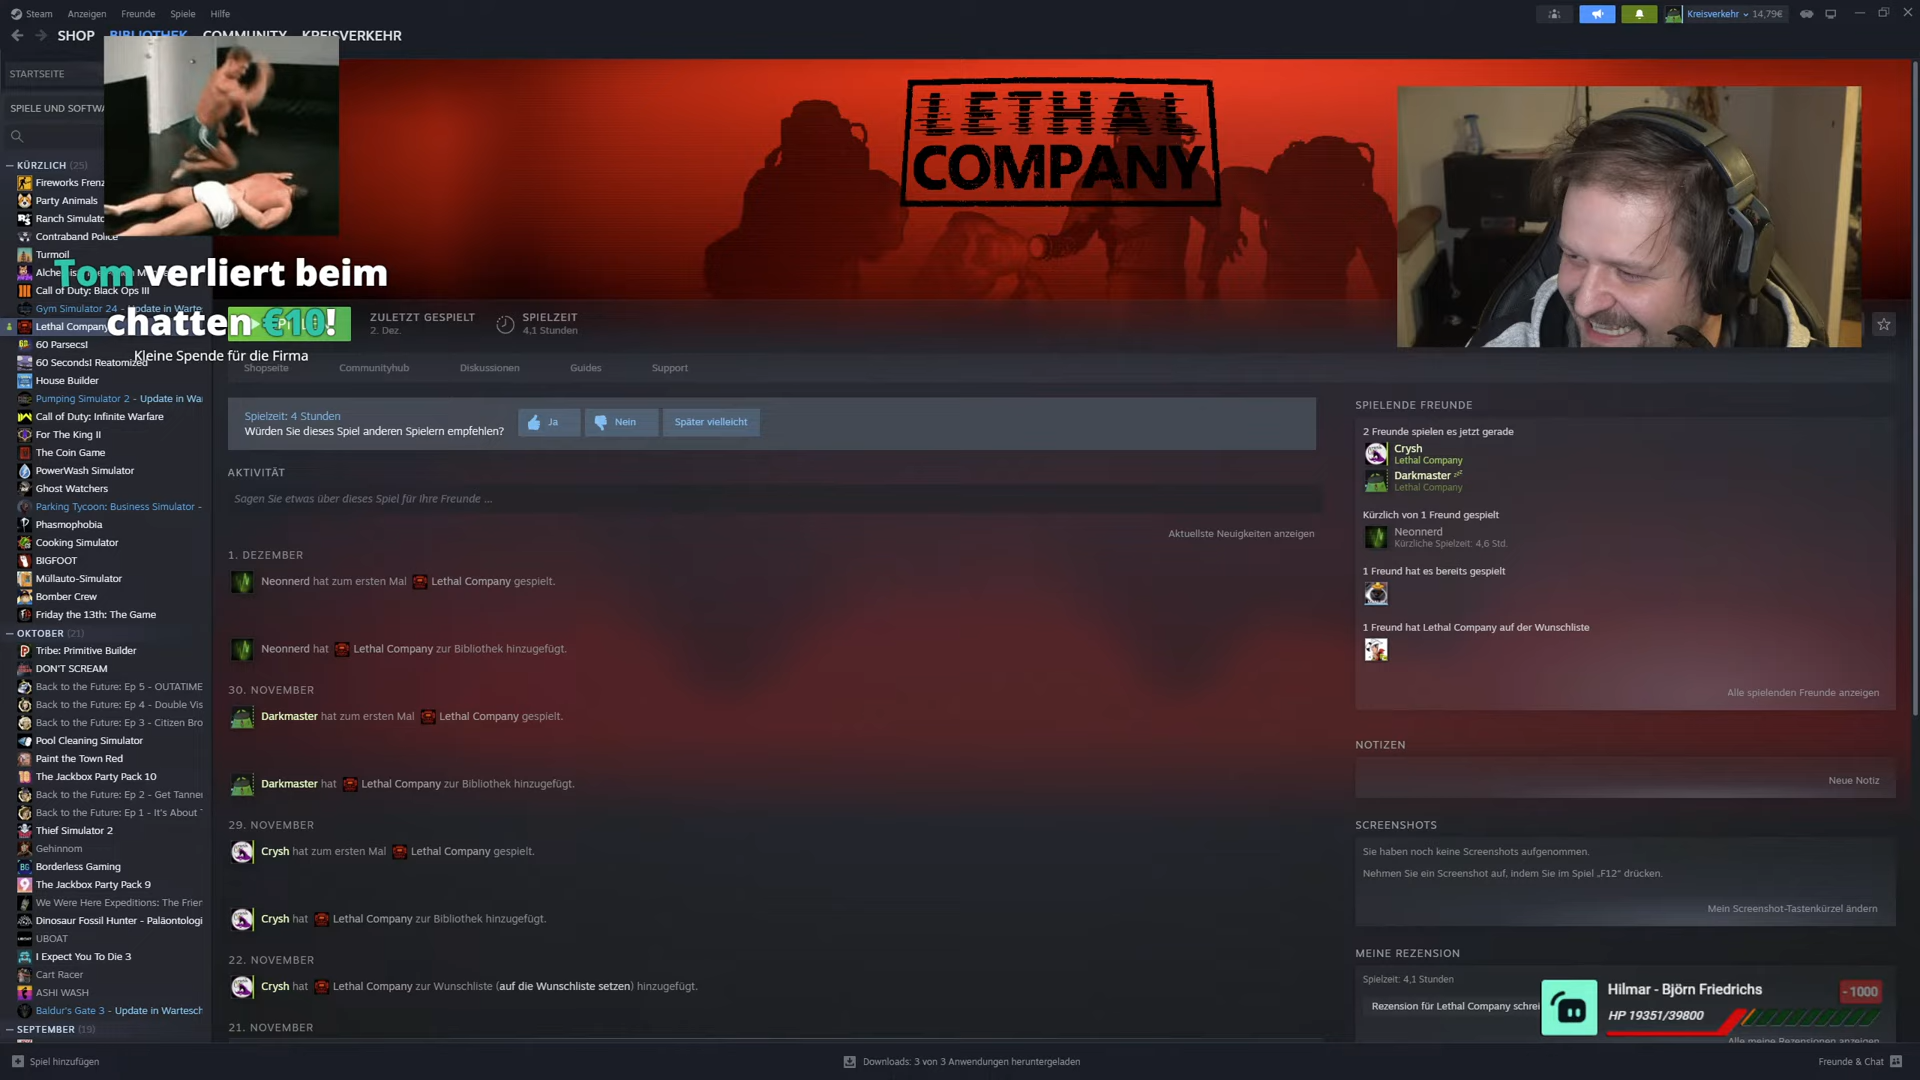 Steam Anzeigen Freunde Spiele Hilfe
Kreisverkehr 14,79€
SHOP BIBLIOTHEK COMMUNITY KREISVERKEHR
STARTSEITE
SPIELE UND SOFTWA
KÜRZLICH (25)
Fireworks Frenz
Party Animals
Ranch Simulato
Contraband Police
Turmoil
Call of Duty: Black Ops III
Gym Simulator 24 - Update in Warte
Lethal Company
60 Parsecs!
60 Seconds! Reatomized
House Builder
Pumping Simulator 2 - Update in Wa
Call of Duty: Infinite Warfare
For The King II
The Coin Game
PowerWash Simulator
Ghost Watchers
Parking Tycoon: Business Simulator -
Phasmophobia
Cooking Simulator
BIGFOOT
Müllauto-Simulator
Bomber Crew
Friday the 13th: The Game
OKTOBER (21)
Tribe: Primitive Builder
DON'T SCREAM
Back to the Future: Ep 5 - OUTATIME
Back to the Future: Ep 4 - Double Vis
Back to the Future: Ep 3 - Citizen Bro
Pool Cleaning Simulator
Paint the Town Red
The Jackbox Party Pack 10
Back to the Future: Ep 2 - Get Tanner
Back to the Future: Ep 1 - It's About T
Thief Simulator 2
Gehinnom
Borderless Gaming
The Jackbox Party Pack 9
We Were Here Expeditions: The Frien
Dinosaur Fossil Hunter - Paläontologi
UBOAT
I Expect You To Die 3
Cart Racer
ASHI WASH
Baldur's Gate 3 - Update in Wartesch
SEPTEMBER (19)
Tom verliert beim
chatten €10!
Kleine Spende für die Firma
LETHAL
COMPANY
ZULETZT GESPIELT
2. Dez.
SPIELZEIT
4,1 Stunden
Shopseite Communityhub Diskussionen Guides Support
Spielzeit: 4 Stunden
Würden Sie dieses Spiel anderen Spielern empfehlen?
Ja Nein Später vielleicht
AKTIVITÄT
Sagen Sie etwas über dieses Spiel für Ihre Freunde ...
Aktuellste Neuigkeiten anzeigen
1. DEZEMBER
Neonnerd hat zum ersten Mal Lethal Company gespielt.
Neonnerd hat Lethal Company zur Bibliothek hinzugefügt.
30. NOVEMBER
Darkmaster hat zum ersten Mal Lethal Company gespielt.
Darkmaster hat Lethal Company zur Bibliothek hinzugefügt.
29. NOVEMBER
Crysh hat zum ersten Mal Lethal Company gespielt.
Crysh hat Lethal Company zur Bibliothek hinzugefügt.
22. NOVEMBER
Crysh hat Lethal Company zur Wunschliste (auf die Wunschliste setzen) hinzugefügt.
21. NOVEMBER
SPIELENDE FREUNDE
2 Freunde spielen es jetzt gerade
Crysh
Lethal Company
Darkmaster zz
Lethal Company
Kürzlich von 1 Freund gespielt
Neonnerd
Kürzliche Spielzeit: 4,6 Std.
1 Freund hat es bereits gespielt
1 Freund hat Lethal Company auf der Wunschliste
Alle spielenden Freunde anzeigen
NOTIZEN
Neue Notiz
SCREENSHOTS
Sie haben noch keine Screenshots aufgenommen.
Nehmen Sie ein Screenshot auf, indem Sie im Spiel „F12“ drücken.
Mein Screenshot-Tastenkürzel ändern
MEINE REZENSION
Spielzeit: 4,1 Stunden
Rezension für Lethal Company schrei
Alle meine Rezensionen anzeigen
Hilmar - Björn Friedrichs
-1000
HP 19351/39800
Spiel hinzufügen
Downloads: 3 von 3 Anwendungen heruntergeladen
Freunde & Chat